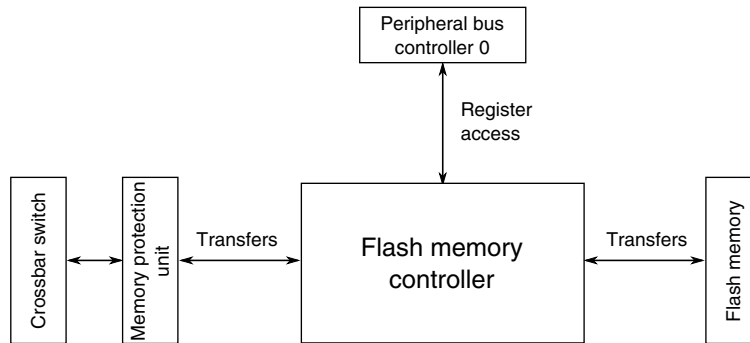 Peripheral bus
controller 0
Register
access
Crossbar switch
Memory protection
unit
Transfers
Flash memory
controller
Transfers
Flash memory